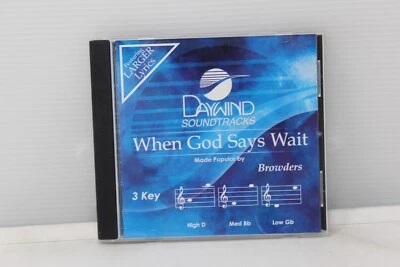 Featuring
LARGER
Lyrics
DAYWIND
SOUNDTRACKS
When God Says Wait
Made Popular by
Browders
3 Key
High D Med Bb Low Gb